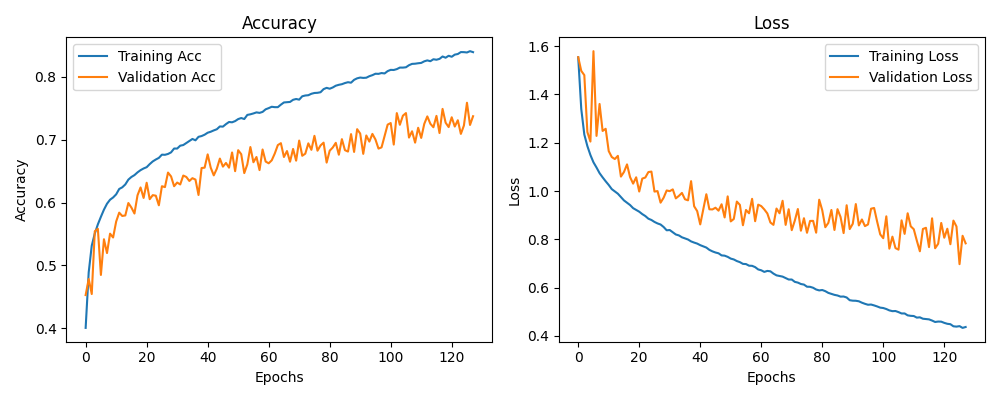 Accuracy
Training Acc
Validation Acc
Accuracy
0.8
0.7
0.6
0.5
0.4
0 20 40 60 80 100 120
Epochs
Loss
Training Loss
Validation Loss
Loss
1.6
1.4
1.2
1.0
0.8
0.6
0.4
0 20 40 60 80 100 120
Epochs